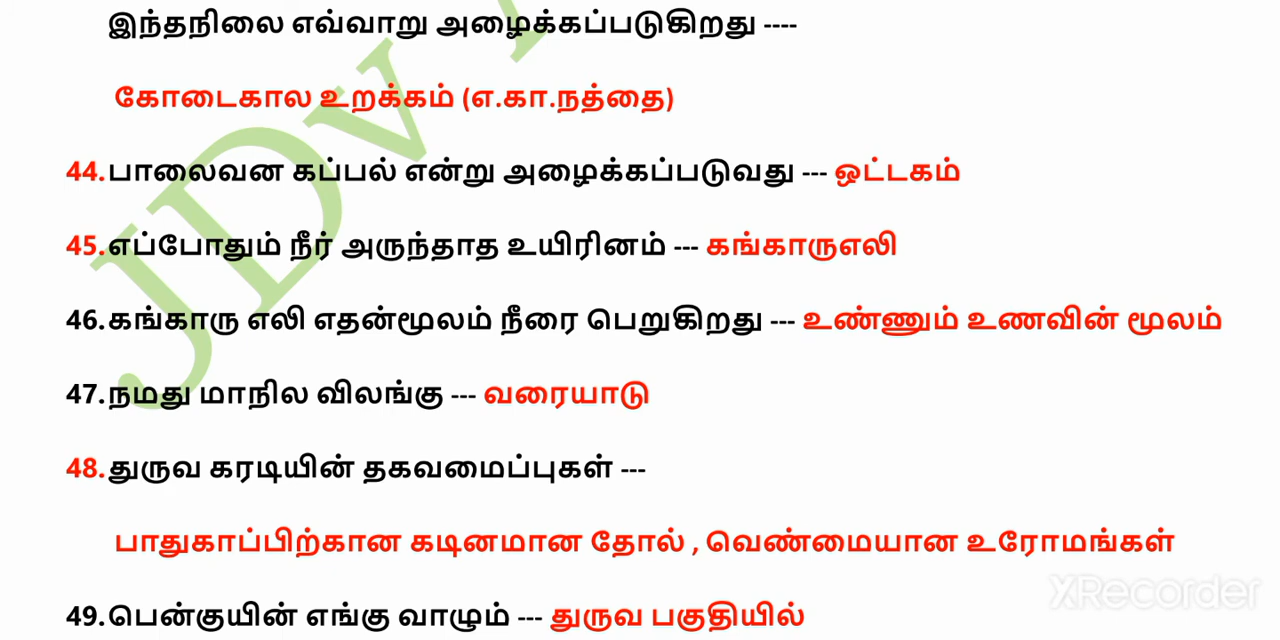 இந்தநிலை எவ்வாறு அழைக்கப்படுகிறது ----
கோடைகால உறக்கம் (எ.கா.நத்தை)
44.பாலைவன கப்பல் என்று அழைக்கப்படுவது --- ஒட்டகம்
45.எப்போதும் நீர் அருந்தாத உயிரினம் --- கங்காருஎலி
46.கங்காரு எலி எதன்மூலம் நீரை பெறுகிறது --- உண்ணும் உணவின் மூலம்
47.நமது மாநில விலங்கு --- வரையாடு
48.துருவ கரடியின் தகவமைப்புகள் ---
பாதுகாப்பிற்கான கடினமான தோல் , வெண்மையான உரோமங்கள்
49.பென்குயின் எங்கு வாழும் --- துருவ பகுதியில்
JDv
XRecorder